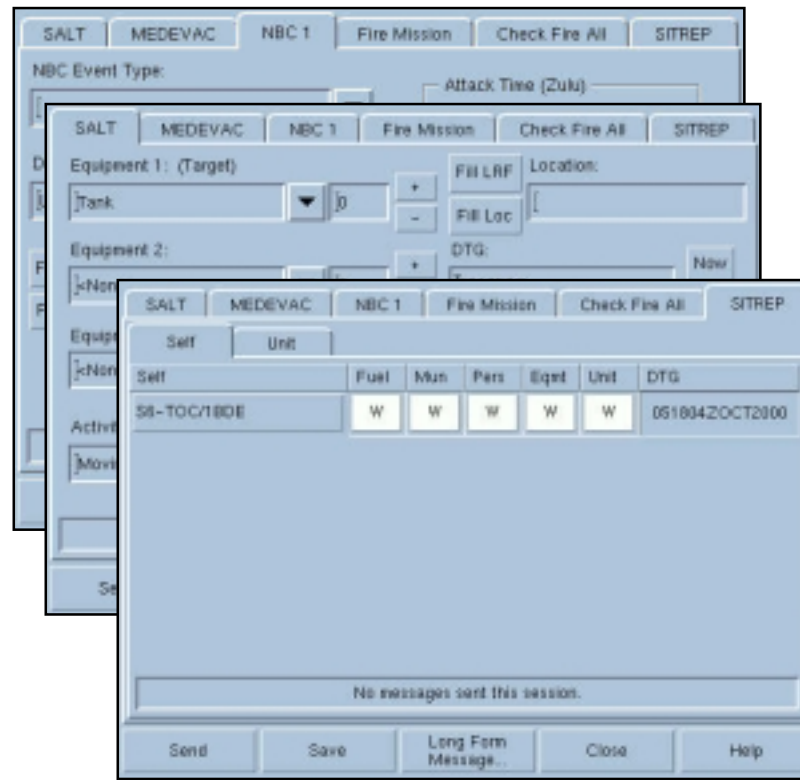 SALT MEDEVAC NBC 1 Fire Mission Check Fire All SITREP
NBC Event Type:
Attack Time (Zulu)
SALT MEDEVAC NBC 1 Fire Mission Check Fire All SITREP
Equipment 1: (Target)
Fill LRF
Location:
Tank
0
+
-
Fill Loc
Equipment 2:
+
DTG:
Now
SALT MEDEVAC NBC 1 Fire Mission Check Fire All SITREP
Self Unit
Self Fuel Mun Pers Eqmt Unit DTG
S6-TOC/1BDE W W W W W 051804ZOCT2000
No messages sent this session.
Send Save Long Form Message... Close Help